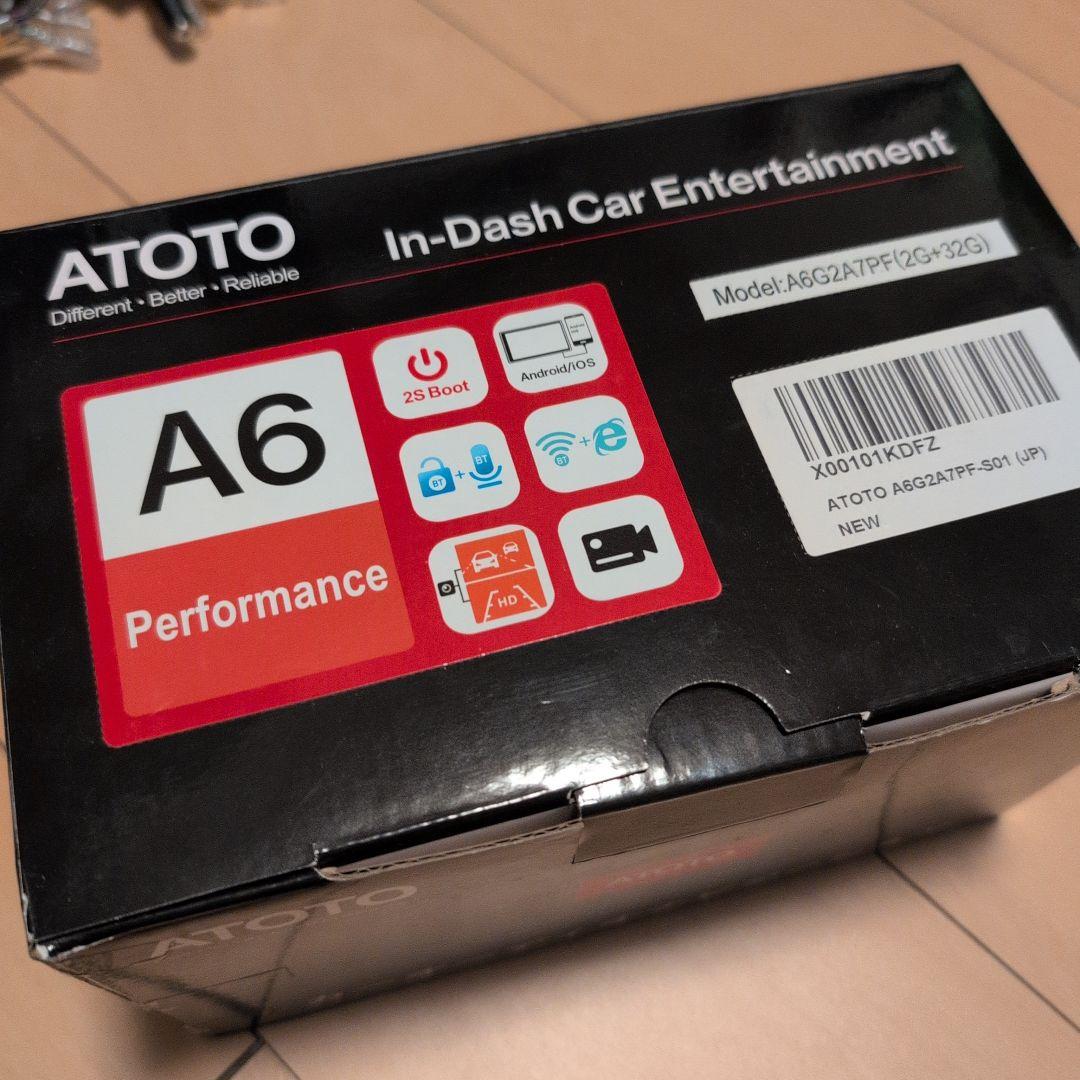 ATOTO
Different · Better · Reliable
In-Dash Car Entertainment
Model:A6G2A7PF(2G+32G)
A6
Performance
2S Boot
Android/iOS
BT
+
BT
BT
+
HD
X00101KDFZ
ATOTO A6G2A7PF-S01 (JP)
NEW
ATOTO
ATOTO